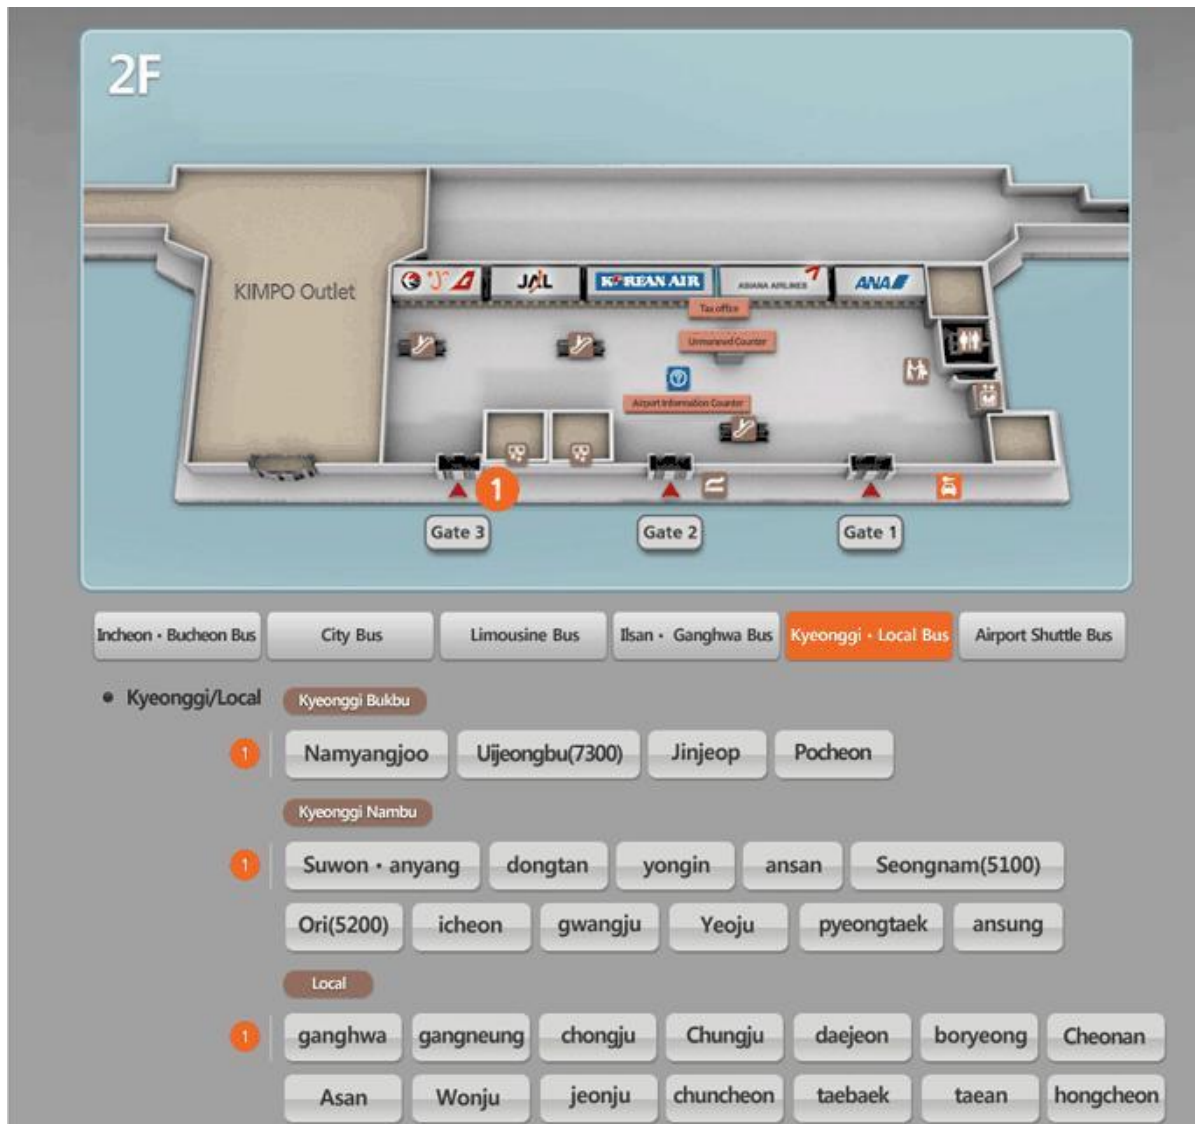 2F
KIMPO Outlet
JAL
KOREAN AIR
ASIANA AIRLINES
ANA
Tax office
Unmanned Counter
Airport Information Counter
1
Gate 3
Gate 2
Gate 1
Incheon · Bucheon Bus
City Bus
Limousine Bus
Ilsan · Ganghwa Bus
Kyeonggi · Local Bus
Airport Shuttle Bus
Kyeonggi/Local
Kyeonggi Bukbu
1 Namyangjoo Uijeongbu(7300) Jinjeop Pocheon
Kyeonggi Nambu
1 Suwon · anyang dongtan yongin ansan Seongnam(5100)
Ori(5200) icheon gwangju Yeoju pyeongtaek ansung
Local
1 ganghwa gangneung chongju Chungju daejeon boryeong Cheonan
Asan Wonju jeonju chuncheon taebaek taean hongcheon